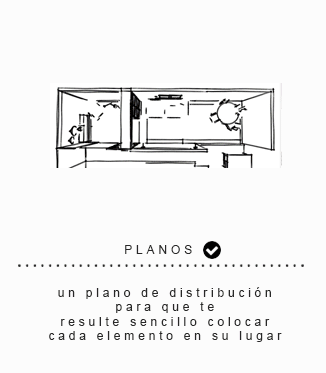 PLANOS
un plano de distribución
para que te
resulte sencillo colocar
cada elemento en su lugar